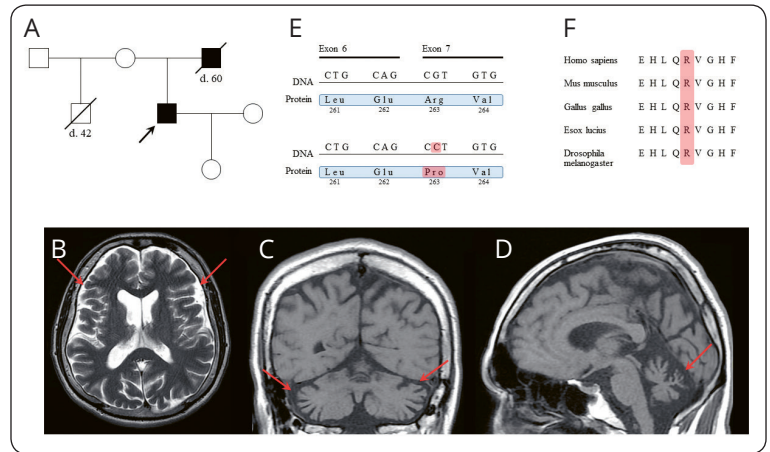 A
d. 60
d. 42
E
Exon 6 Exon 7
DNA CTG CAG CGT GTG
Protein Leu Glu Arg Val
261 262 263 264
DNA CTG CAG CCT GTG
Protein Leu Glu Pro Val
261 262 263 264
F
Homo sapiens E H L Q R V G H F
Mus musculus E H L Q R V G H F
Gallus gallus E H L Q R V G H F
Esox lucius E H L Q R V G H F
Drosophila
melanogaster E H L Q R V G H F
B
C
D